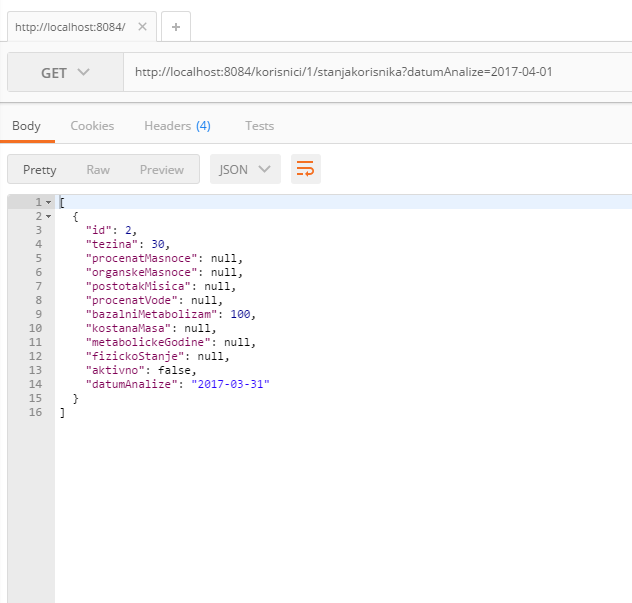 http://localhost:8084/ × +
GET http://localhost:8084/korisnici/1/stanjakorisnika?datumAnalize=2017-04-01
Body Cookies Headers (4) Tests
Pretty Raw Preview JSON
1 [
2 {
3 "id": 2,
4 "tezina": 30,
5 "procenatMasnoce": null,
6 "organskeMasnoce": null,
7 "postotakMisica": null,
8 "procenatVode": null,
9 "bazalniMetabolizam": 100,
10 "kostanaMasa": null,
11 "metabolickeGodine": null,
12 "fizickoStanje": null,
13 "aktivno": false,
14 "datumAnalize": "2017-03-31"
15 }
16 ]